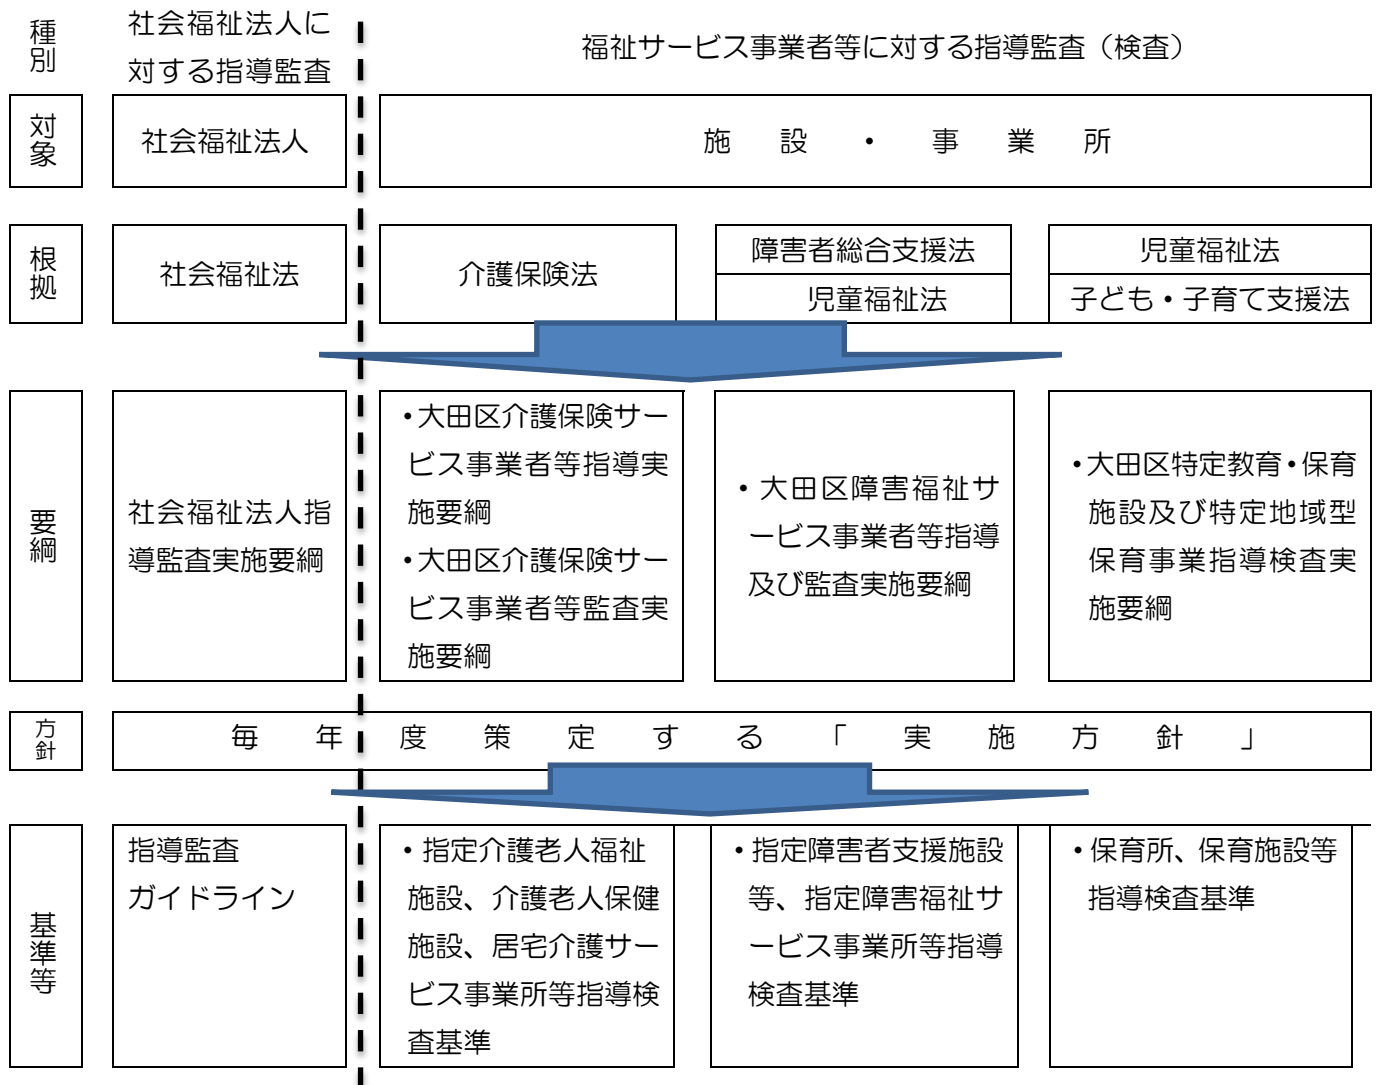 種別
社会福祉法人に
対する指導監査
福祉サービス事業者等に対する指導監査（検査）
対象
社会福祉法人
施設・事業所
根拠
社会福祉法
介護保険法
障害者総合支援法
児童福祉法
児童福祉法
子ども・子育て支援法
要綱
社会福祉法人指
導監査実施要綱
・大田区介護保険サー
ビス事業者等指導実
施要綱
・大田区介護保険サー
ビス事業者等監査実
施要綱
・大田区障害福祉サ
ービス事業者等指導
及び監査実施要綱
・大田区特定教育・保育
施設及び特定地域型
保育事業指導検査実
施要綱
方針
毎年度策定する「実施方針」
基準等
指導監査
ガイドライン
・指定介護老人福祉
施設、介護老人保健
施設、居宅介護サー
ビス事業所等指導検
査基準
・指定障害者支援施設
等、指定障害福祉サ
ービス事業所等指導
検査基準
・保育所、保育施設等
指導検査基準